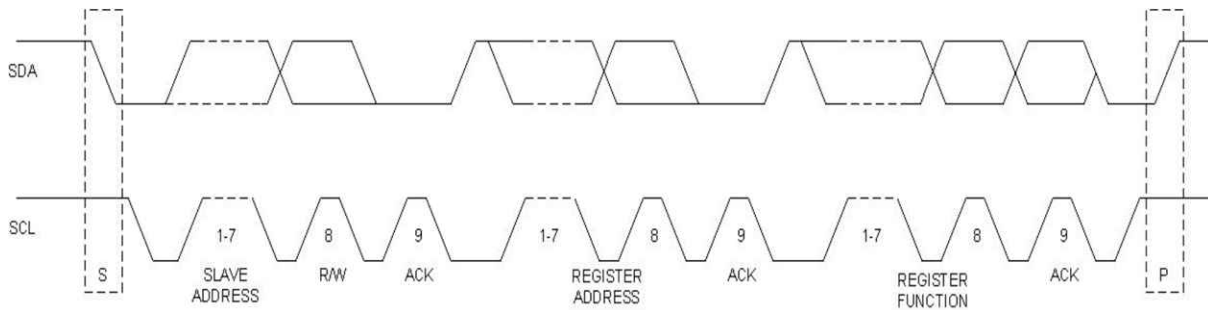 SDA
SCL
1-7 8 9 1-7 8 9 1-7 8 9
S SLAVE ADDRESS R/W ACK REGISTER ADDRESS ACK REGISTER FUNCTION ACK P